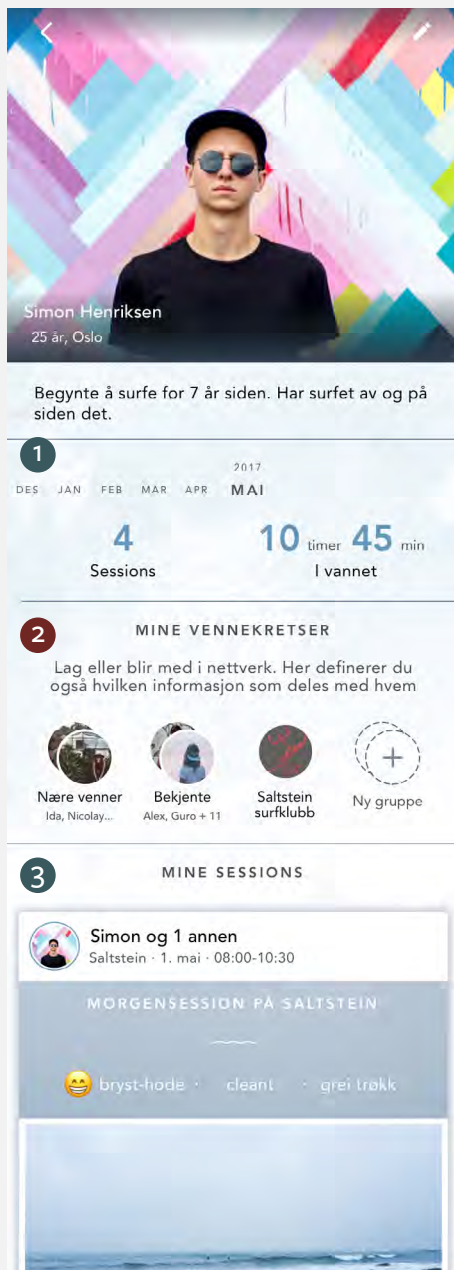 Simon Henriksen
25 år, Oslo
Begynte å surfe for 7 år siden. Har surfet av og på
siden det.
1
2017
DES JAN FEB MAR APR MAI
4 10 timer 45 min
Sessions I vannet
2 MINE VENNEKRETSER
Lag eller blir med i nettverk. Her definerer du
også hvilken informasjon som deles med hvem
Nære venner Bekjente Saltstein surfklubb Ny gruppe
Ida, Nicolay... Alex, Guro + 11
3 MINE SESSIONS
Simon og 1 annen
Saltstein · 1. mai · 08:00-10:30
MORGENSESSION PÅ SALTSTEIN
bryst-hode · cleant · grei trøkk